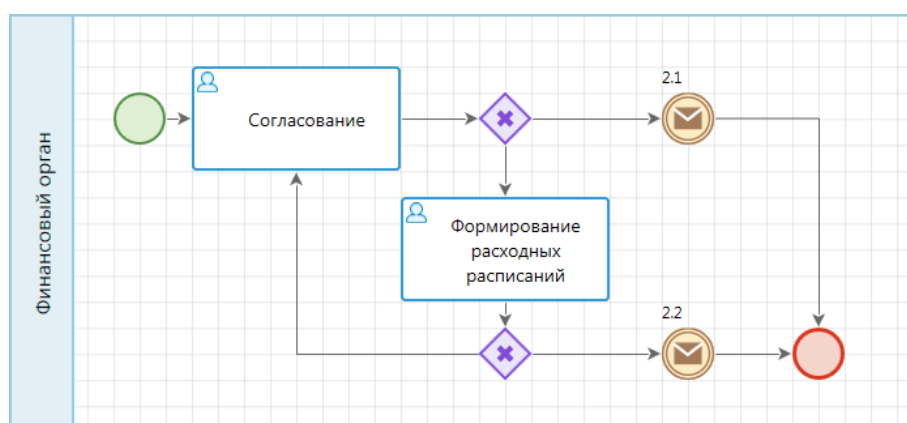 Финансовый орган
Согласование
2.1
Формирование
расходных
расписаний
2.2